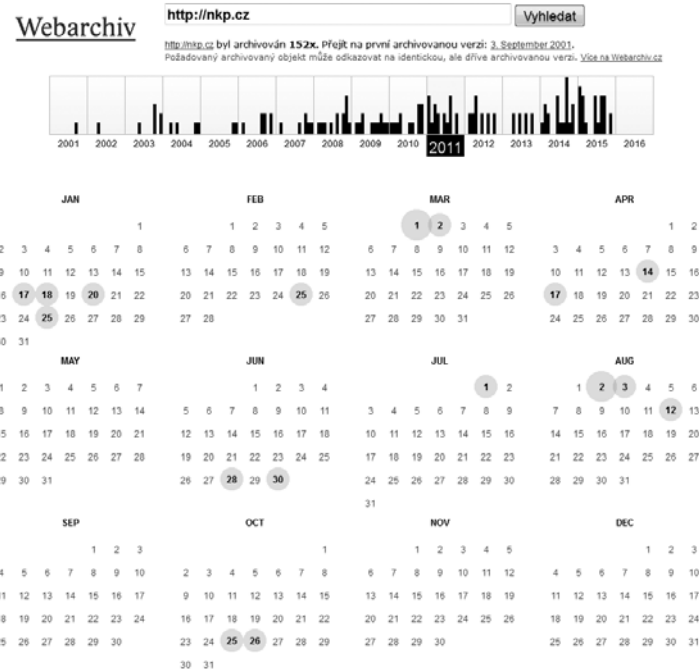 Webarchiv
http://nkp.cz
Vyhledat
http://nkp.cz byl archivován 152x. Přejít na první archivovanou verzi: 3. September 2001.
Požadovaný archivovaný objekt může odkazovat na identickou, ale dříve archivovanou verzi. Více na Webarchiv.cz
2001 2002 2003 2004 2005 2006 2007 2008 2009 2010 2011 2012 2013 2014 2015 2016
JAN
1
2 3 4 5 6 7 8
9 10 11 12 13 14 15
6 17 18 19 20 21 22
3 24 25 26 27 28 29
0 31
FEB
1 2 3 4 5
6 7 8 9 10 11 12
13 14 15 16 17 18 19
20 21 22 23 24 25 26
27 28
MAR
1 2 3 4 5
6 7 8 9 10 11 12
13 14 15 16 17 18 19
20 21 22 23 24 25 26
27 28 29 30 31
APR
1 2
3 4 5 6 7 8 9
10 11 12 13 14 15 16
17 18 19 20 21 22 23
24 25 26 27 28 29 30
MAY
1 2 3 4 5 6 7
8 9 10 11 12 13 14
5 16 17 18 19 20 21
2 23 24 25 26 27 28
9 30 31
JUN
1 2 3 4
5 6 7 8 9 10 11
12 13 14 15 16 17 18
19 20 21 22 23 24 25
26 27 28 29 30
JUL
1 2
3 4 5 6 7 8 9
10 11 12 13 14 15 16
17 18 19 20 21 22 23
24 25 26 27 28 29 30
31
AUG
1 2 3 4 5 6
7 8 9 10 11 12 13
14 15 16 17 18 19 20
21 22 23 24 25 26 27
28 29 30 31
SEP
1 2 3
4 5 6 7 8 9 10
1 12 13 14 15 16 17
8 19 20 21 22 23 24
5 26 27 28 29 30
OCT
1
2 3 4 5 6 7 8
9 10 11 12 13 14 15
16 17 18 19 20 21 22
23 24 25 26 27 28 29
30 31
NOV
1 2 3 4 5
6 7 8 9 10 11 12
13 14 15 16 17 18 19
20 21 22 23 24 25 26
27 28 29 30
DEC
1 2 3
4 5 6 7 8 9 10
11 12 13 14 15 16 17
18 19 20 21 22 23 24
25 26 27 28 29 30 31